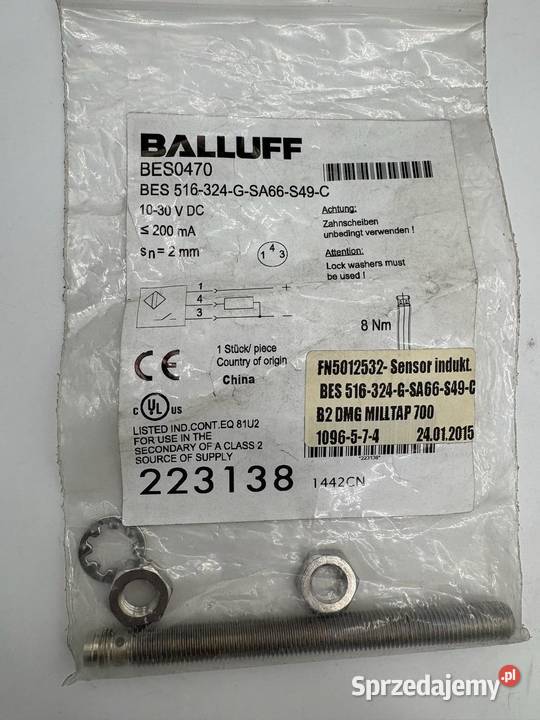 BALLUFF
BES0470
BES 516-324-G-SA66-S49-C
10-30 V DC
≤ 200 mA
sn = 2 mm
1 4 3
Achtung:
Zahnscheiben
unbedingt verwenden !
Attention:
Lock washers must
be used !
1 +
4
3 −
8 Nm
CE
1 Stück/ piece
Country of origin
China
c UL us
LISTED IND.CONT.EQ 81U2
FOR USE IN THE
SECONDARY OF A CLASS 2
SOURCE OF SUPPLY
223138 1442CN
FN5012532- Sensor indukt.
BES 516-324-G-SA66-S49-C
B2 DMG MILLTAP 700
1096-5-7-4 24.01.2015
*223138*
Sprzedajemy.pl